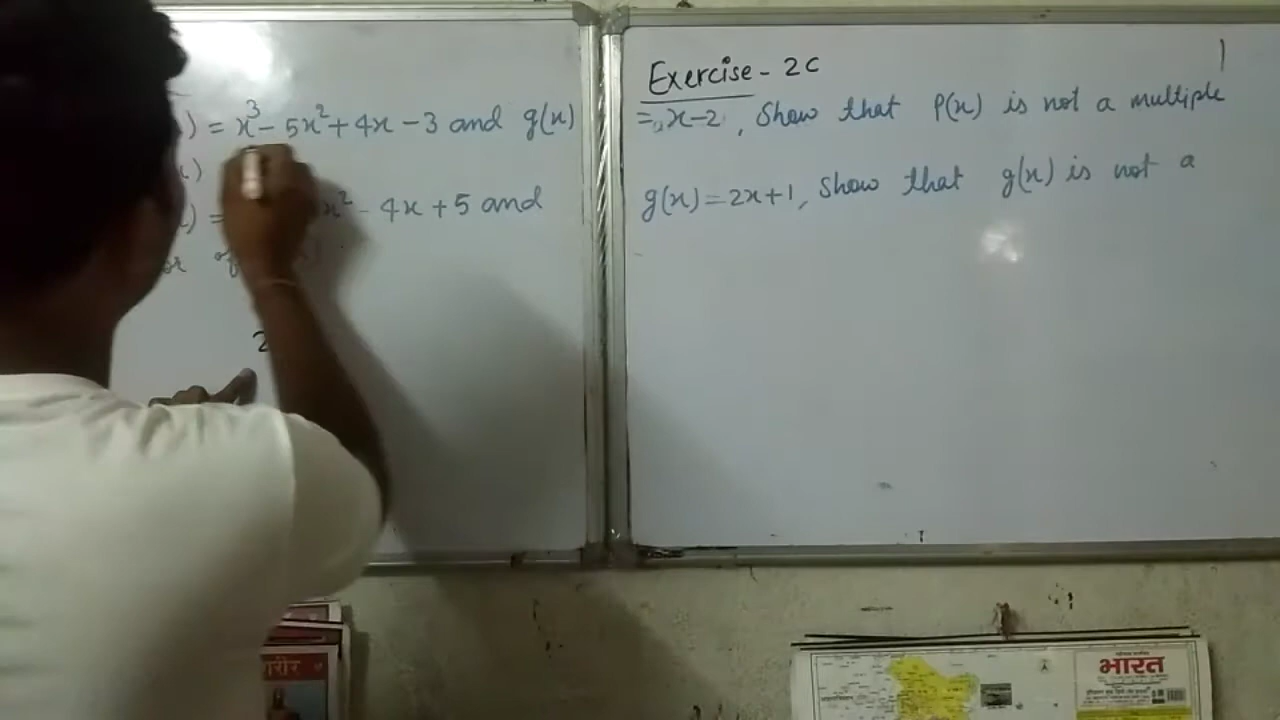 Exercise - 2C
) = x³ - 5x² + 4x - 3 and g(x) = x-2, Show that P(x) is not a multiple
x)
) = x² - 4x + 5 and g(x) = 2x+1, Show that g(x) is not a
of
2
भारत